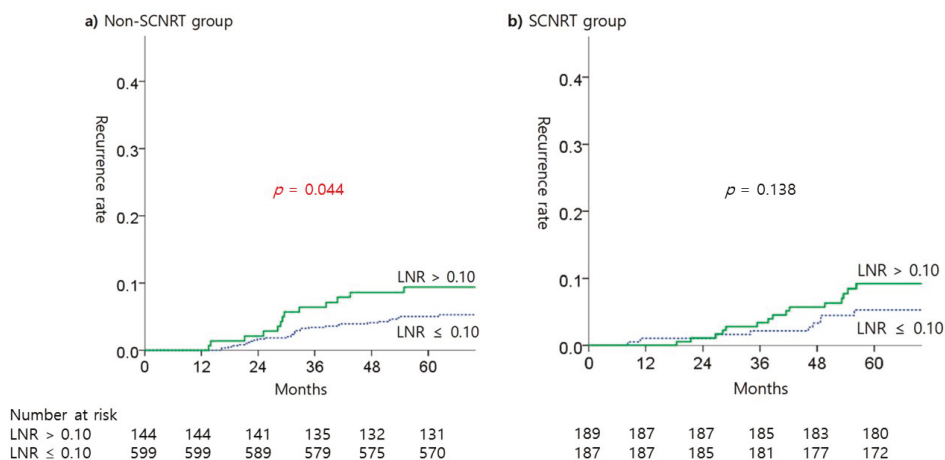 a) Non-SCNRT group
Recurrence rate
0.4
0.3
0.2
0.1
0.0
p = 0.044
LNR > 0.10
LNR ≤ 0.10
0 12 24 36 48 60
Months
b) SCNRT group
Recurrence rate
0.4
0.3
0.2
0.1
0.0
p = 0.138
LNR > 0.10
LNR ≤ 0.10
0 12 24 36 48 60
Months
Number at risk
LNR > 0.10 144 144 141 135 132 131 189 187 187 185 183 180
LNR ≤ 0.10 599 599 589 579 575 570 187 187 185 181 177 172